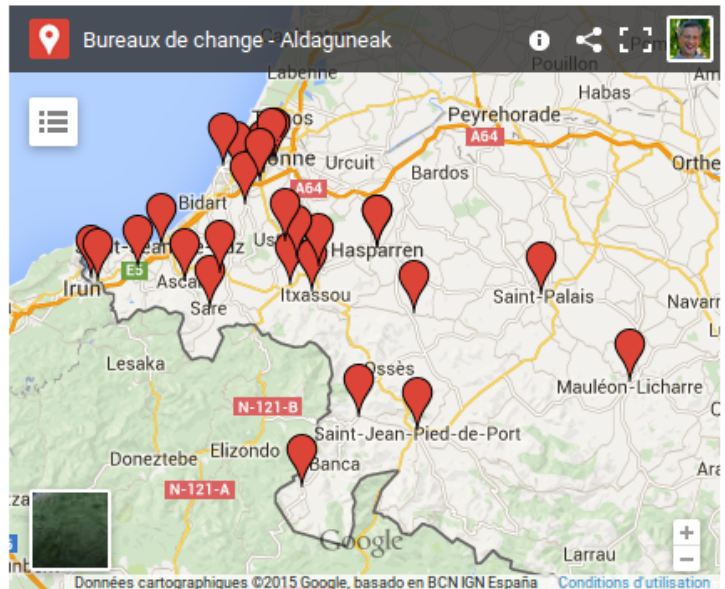 Bureaux de change - Aldaguneak
Labenne
Pouillon
Habas
Peyrehorade
A64
Orthe
Urcuit
Bardos
A64
Bidart
Hasparren
E5
Irun
Itxassou
Sare
Saint-Palais
Navarr
Lesaka
Ossès
Mauléon-Licharre
N-121-B
Saint-Jean-Pied-de-Port
Elizondo
Doneztebe
Banca
N-121-A
Google
Larrau
Données cartographiques ©2015 Google, basado en BCN IGN España
Conditions d'utilisation